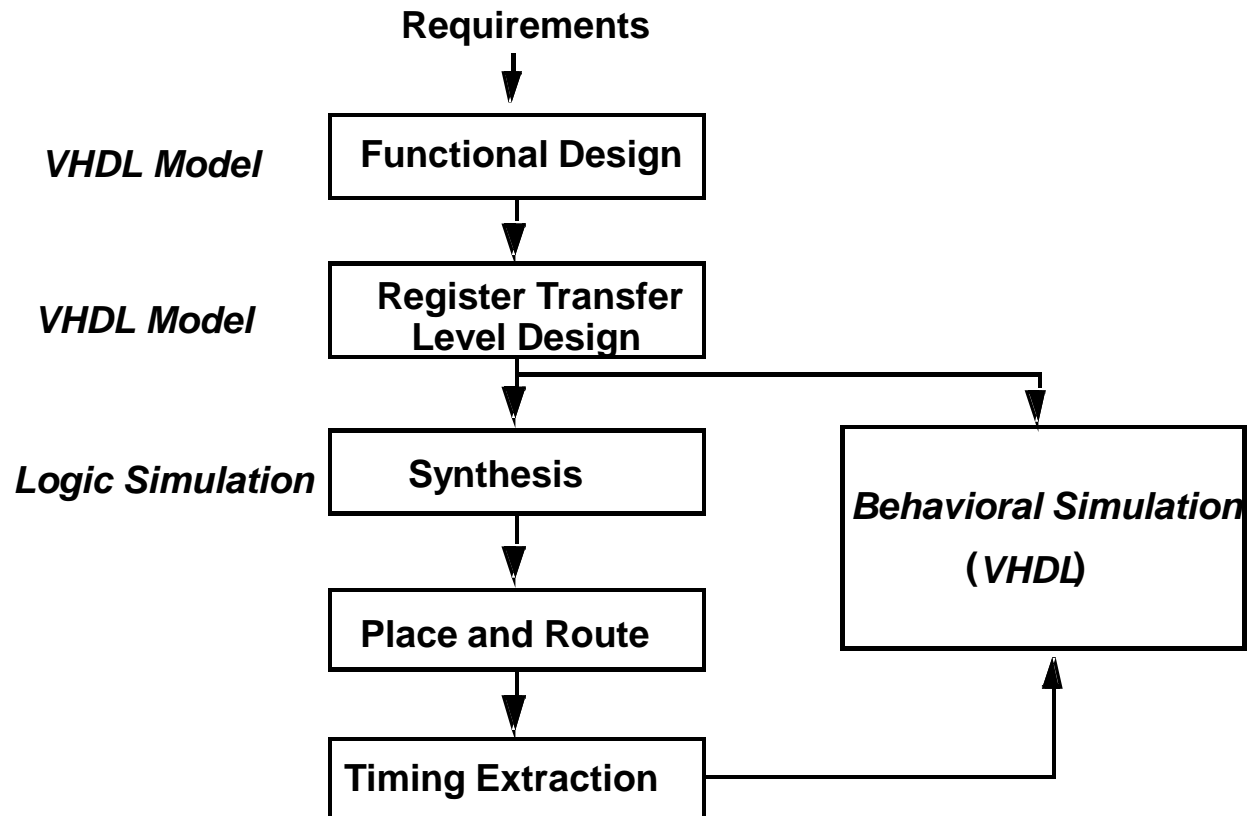 Requirements
VHDL Model
Functional Design
VHDL Model
Register Transfer
Level Design
Logic Simulation
Synthesis
Behavioral Simulation
(VHDL)
Place and Route
Timing Extraction